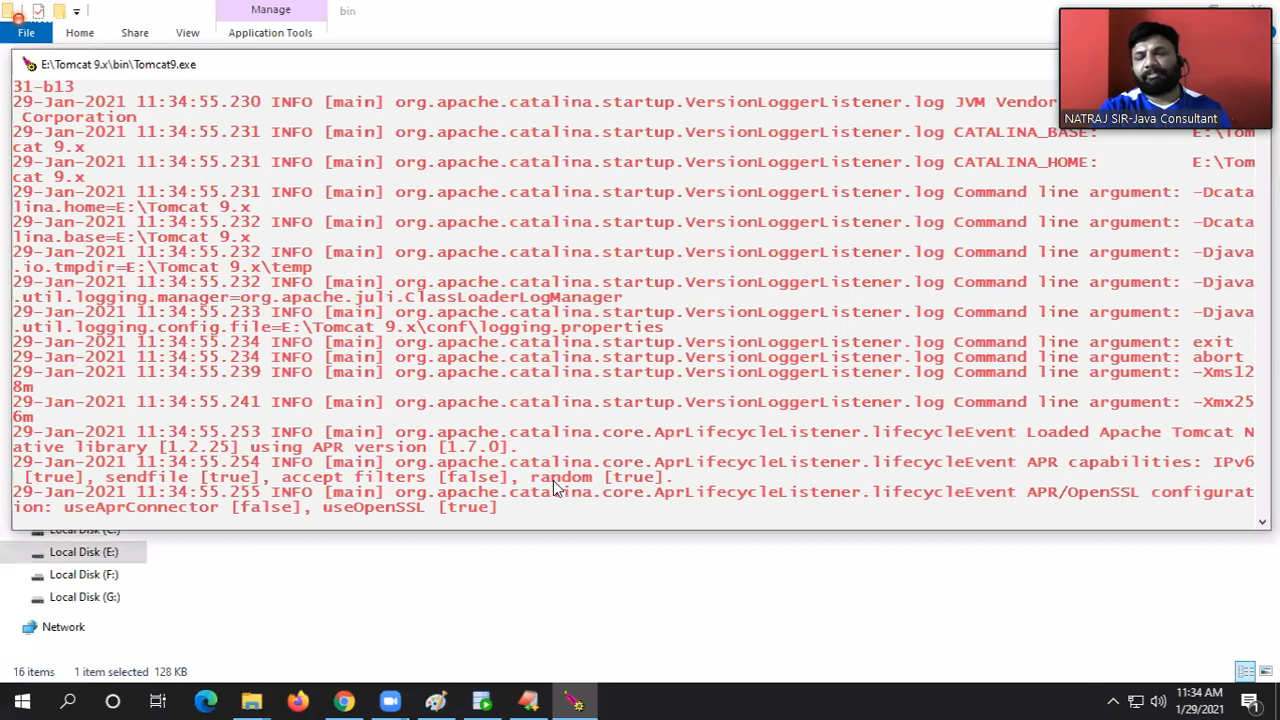 Manage
bin
File
Home
Share
View
Application Tools
E:\Tomcat 9.x\bin\Tomcat9.exe
NATRAJ SIR-Java Consultant
31-b13
29-Jan-2021 11:34:55.230 INFO [main] org.apache.catalina.startup.VersionLoggerListener.log JVM Vendor
Corporation
29-Jan-2021 11:34:55.231 INFO [main] org.apache.catalina.startup.VersionLoggerListener.log CATALINA_BASE: E:\Tom
cat 9.x
29-Jan-2021 11:34:55.231 INFO [main] org.apache.catalina.startup.VersionLoggerListener.log CATALINA_HOME: E:\Tom
cat 9.x
29-Jan-2021 11:34:55.231 INFO [main] org.apache.catalina.startup.VersionLoggerListener.log Command line argument: -Dcata
lina.home=E:\Tomcat 9.x
29-Jan-2021 11:34:55.232 INFO [main] org.apache.catalina.startup.VersionLoggerListener.log Command line argument: -Dcata
lina.base=E:\Tomcat 9.x
29-Jan-2021 11:34:55.232 INFO [main] org.apache.catalina.startup.VersionLoggerListener.log Command line argument: -Djava
.io.tmpdir=E:\Tomcat 9.x\temp
29-Jan-2021 11:34:55.232 INFO [main] org.apache.catalina.startup.VersionLoggerListener.log Command line argument: -Djava
.util.logging.manager=org.apache.juli.ClassLoaderLogManager
29-Jan-2021 11:34:55.233 INFO [main] org.apache.catalina.startup.VersionLoggerListener.log Command line argument: -Djava
.util.logging.config.file=E:\Tomcat 9.x\conf\logging.properties
29-Jan-2021 11:34:55.234 INFO [main] org.apache.catalina.startup.VersionLoggerListener.log Command line argument: exit
29-Jan-2021 11:34:55.234 INFO [main] org.apache.catalina.startup.VersionLoggerListener.log Command line argument: abort
29-Jan-2021 11:34:55.239 INFO [main] org.apache.catalina.startup.VersionLoggerListener.log Command line argument: -Xms12
8m
29-Jan-2021 11:34:55.241 INFO [main] org.apache.catalina.startup.VersionLoggerListener.log Command line argument: -Xmx25
6m
29-Jan-2021 11:34:55.253 INFO [main] org.apache.catalina.core.AprLifecycleListener.lifecycleEvent Loaded Apache Tomcat N
ative library [1.2.25] using APR version [1.7.0].
29-Jan-2021 11:34:55.254 INFO [main] org.apache.catalina.core.AprLifecycleListener.lifecycleEvent APR capabilities: IPv6
[true], sendfile [true], accept filters [false], random [true].
29-Jan-2021 11:34:55.255 INFO [main] org.apache.catalina.core.AprLifecycleListener.lifecycleEvent APR/OpenSSL configurat
ion: useAprConnector [false], useOpenSSL [true]
Local Disk (C:)
Local Disk (E:)
Local Disk (F:)
Local Disk (G:)
Network
16 items 1 item selected 128 KB
11:34 AM
1/29/2021